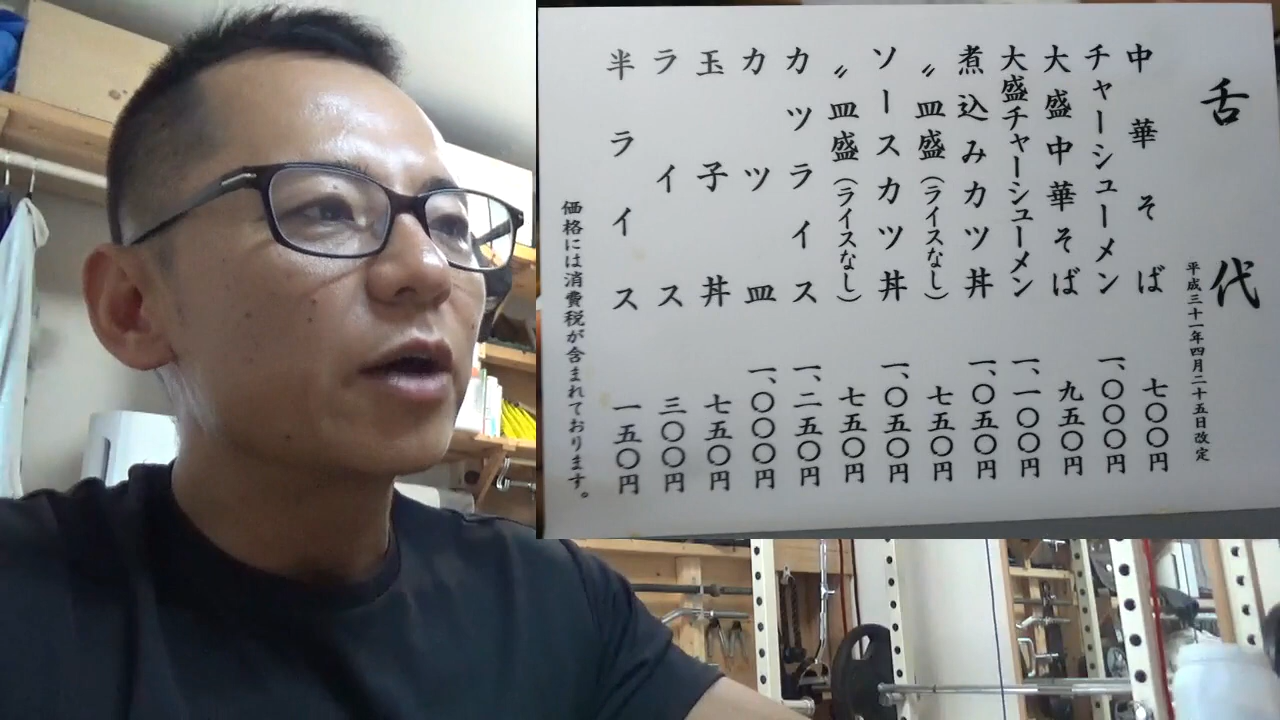 舌代
平成三十一年四月二十五日改定
中華そば 七〇〇円
チャーシューメン 一、〇〇〇円
大盛中華そば 九五〇円
大盛チャーシューメン 一、一〇〇円
煮込みカツ丼 一、〇五〇円
〃皿盛(ライスなし) 七五〇円
ソースカツ丼 一、〇五〇円
〃皿盛(ライスなし) 七五〇円
カツライス 一、二五〇円
カツ皿 一、〇〇〇円
玉子丼 七五〇円
ライス 三〇〇円
半ライス 一五〇円
価格には消費税が含まれております。